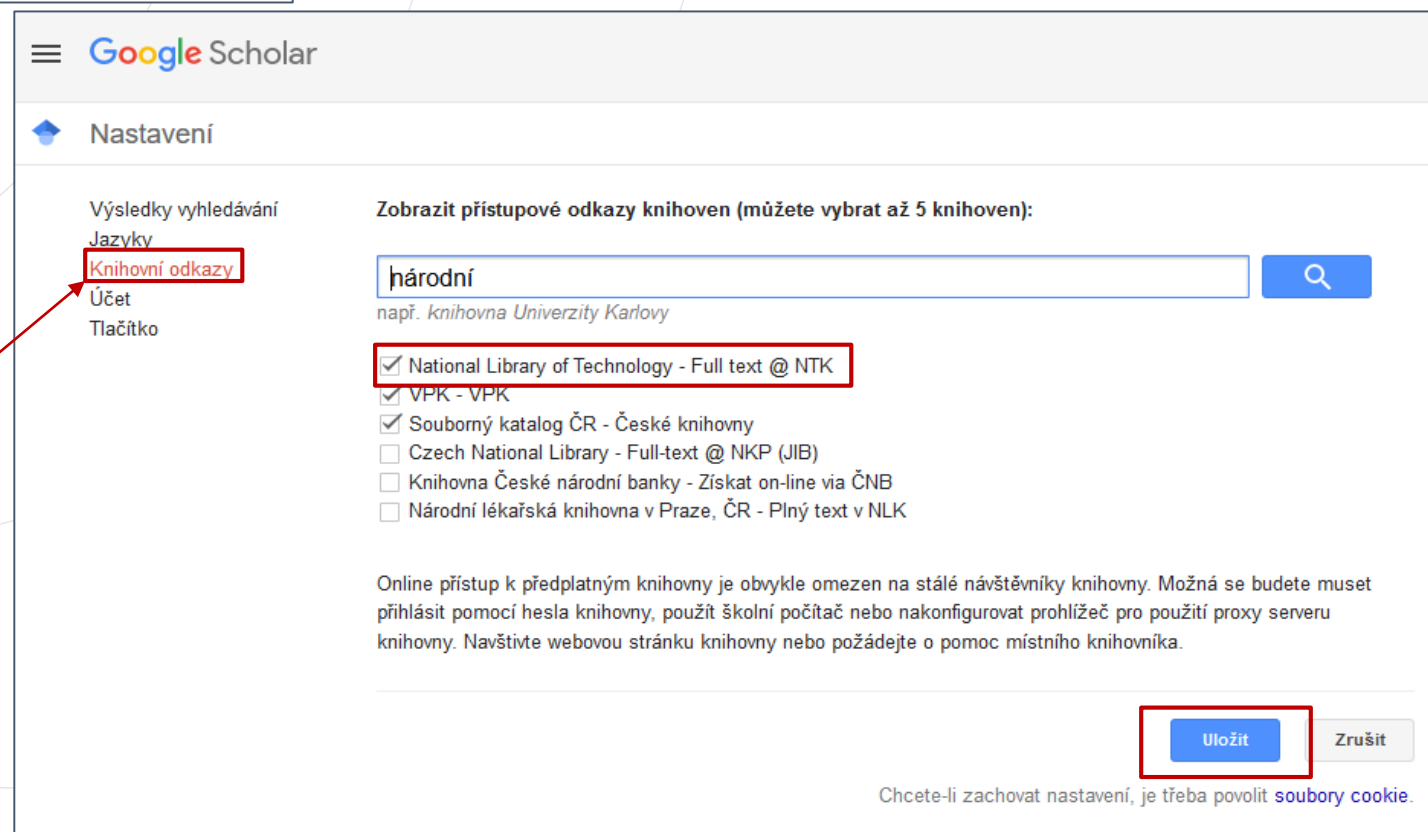 Google Scholar
Nastavení
Výsledky vyhledávání
Jazyky
Knihovní odkazy
Účet
Tlačítko
Zobrazit přístupové odkazy knihoven (můžete vybrat až 5 knihoven):
národní
např. knihovna Univerzity Karlovy
National Library of Technology - Full text @ NTK
VPK - VPK
Souborný katalog ČR - České knihovny
Czech National Library - Full-text @ NKP (JIB)
Knihovna České národní banky - Získat on-line via ČNB
Národní lékařská knihovna v Praze, ČR - Plný text v NLK
Online přístup k předplatným knihovny je obvykle omezen na stálé návštěvníky knihovny. Možná se budete muset
přihlásit pomocí hesla knihovny, použít školní počítač nebo nakonfigurovat prohlížeč pro použití proxy serveru
knihovny. Navštivte webovou stránku knihovny nebo požádejte o pomoc místního knihovníka.
Uložit
Zrušit
Chcete-li zachovat nastavení, je třeba povolit soubory cookie.